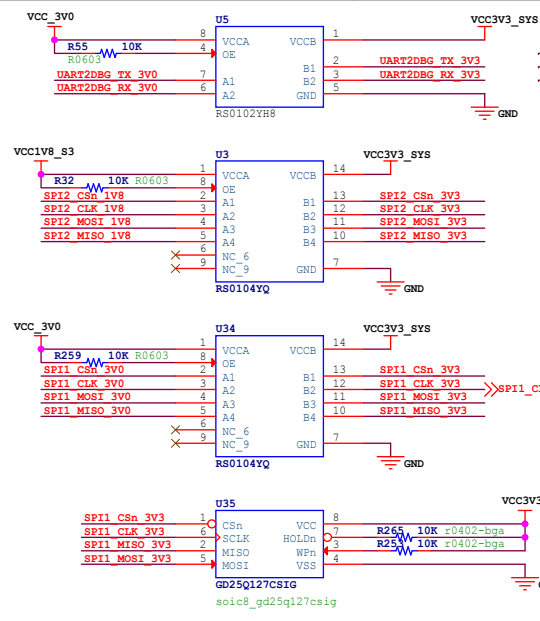 VCC_3V0 U5 VCC3V3_SYS
8 VCCA VCCB 1
R55 10K 4 OE
R0603
B1 2 UART2DBG_TX_3V3
UART2DBG_TX_3V0 7 A1 B2 3 UART2DBG_RX_3V3
UART2DBG_RX_3V0 6 A2 GND 5
RS0102YH8 GND
VCC1V8_S3 U3 VCC3V3_SYS
1 VCCA VCCB 14
R32 10K R0603 8 OE
SPI2_CSn_1V8 2 A1 B1 13 SPI2_CSn_3V3
SPI2_CLK_1V8 3 A2 B2 12 SPI2_CLK_3V3
SPI2_MOSI_1V8 4 A3 B3 11 SPI2_MOSI_3V3
SPI2_MISO_1V8 5 A4 B4 10 SPI2_MISO_3V3
6 NC_6
9 NC_9 GND 7
RS0104YQ GND
VCC_3V0 U34 VCC3V3_SYS
1 VCCA VCCB 14
R259 10K R0603 8 OE
SPI1_CSn_3V0 2 A1 B1 13 SPI1_CSn_3V3
SPI1_CLK_3V0 3 A2 B2 12 SPI1_CLK_3V3 SPI1_C
SPI1_MOSI_3V0 4 A3 B3 11 SPI1_MOSI_3V3
SPI1_MISO_3V0 5 A4 B4 10 SPI1_MISO_3V3
6 NC_6
9 NC_9 GND 7
RS0104YQ GND
U35 VCC3V
SPI1_CSn_3V3 1 CSn VCC 8
SPI1_CLK_3V3 6 SCLK HOLDn 7 R265 10K r0402-bga
SPI1_MISO_3V3 2 MISO WPn 3 10K r0402-bga
SPI1_MOSI_3V3 5 MOSI VSS 4
GD25Q127CSIG
soic8_gd25q127csig